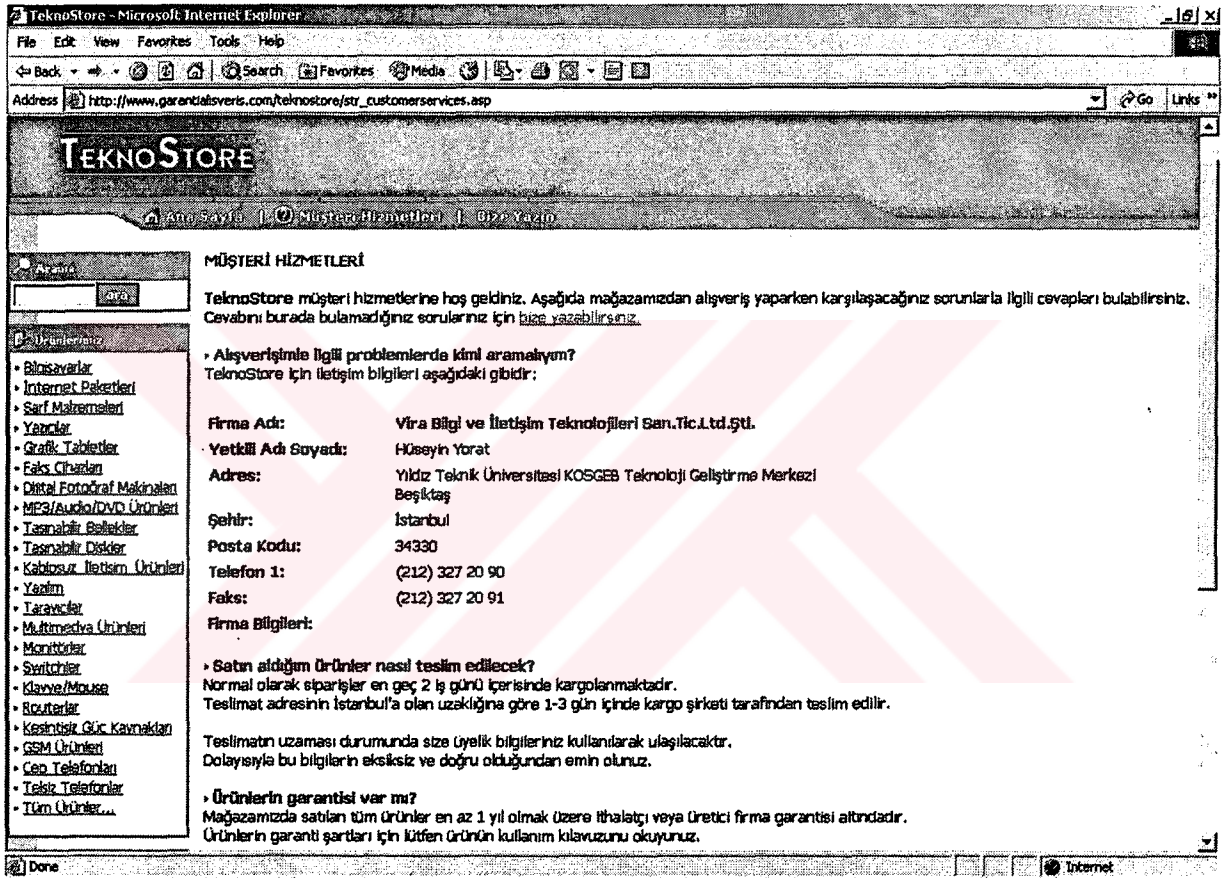 TeknoStore - Microsoft Internet Explorer
File Edit View Favorites Tools Help
Back Search Favorites Media
Address http://www.garantialisveris.com/teknostore/str_customerservices.asp Go Links »
TEKNOSTORE
Ana Sayfa | Müşteri Hizmetleri | Bize Yazın
Arama
ara
Ürünlerimiz
• Bilgisayarlar
• İnternet Paketleri
• Sarf Malzemeleri
• Yazıcılar
• Grafik Tabletler
• Faks Cihazları
• Dijital Fotoğraf Makinaları
• MP3/Audio/DVD Ürünleri
• Taşınabilir Bellekler
• Taşınabilir Diskler
• Kablosuz İletişim Ürünleri
• Yazılım
• Tarayıcılar
• Multimedya Ürünleri
• Monitörler
• Switchler
• Klavye/Mouse
• Routerlar
• Kesintisiz Güç Kaynakları
• GSM Ürünleri
• Cep Telefonları
• Telsiz Telefonlar
• Tüm Ürünler...
MÜŞTERİ HİZMETLERİ
TeknoStore müşteri hizmetlerine hoş geldiniz. Aşağıda mağazamızdan alışveriş yaparken karşılaşacağınız sorunlarla ilgili cevapları bulabilirsiniz.
Cevabını burada bulamadığınız sorularınız için bize yazabilirsiniz.
› Alışverişimle ilgili problemlerde kimi aramalıyım?
TeknoStore için iletişim bilgileri aşağıdaki gibidir:
Firma Adı: Vira Bilgi ve İletişim Teknolojileri San.Tic.Ltd.Şti.
Yetkili Adı Soyadı: Hüseyin Yorat
Adres: Yıldız Teknik Üniversitesi KOSGEB Teknoloji Geliştirme Merkezi
Beşiktaş
Şehir: İstanbul
Posta Kodu: 34330
Telefon 1: (212) 327 20 90
Faks: (212) 327 20 91
Firma Bilgileri:
› Satın aldığım ürünler nasıl teslim edilecek?
Normal olarak siparişler en geç 2 iş günü içerisinde kargolanmaktadır.
Teslimat adresinin İstanbul'a olan uzaklığına göre 1-3 gün içinde kargo şirketi tarafından teslim edilir.
Teslimatın uzaması durumunda size üyelik bilgileriniz kullanılarak ulaşılacaktır.
Dolayısıyla bu bilgilerin eksiksiz ve doğru olduğundan emin olunuz.
› Ürünlerin garantisi var mı?
Mağazamızda satılan tüm ürünler en az 1 yıl olmak üzere ithalatçı veya üretici firma garantisi altındadır.
Ürünlerin garanti şartları için lütfen ürünün kullanım kılavuzunu okuyunuz.
Done Internet